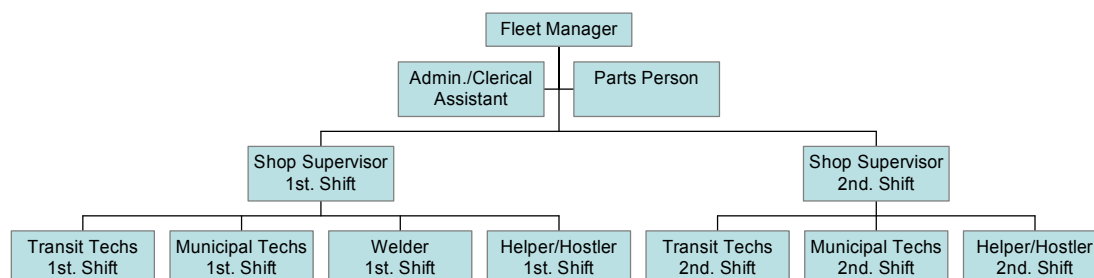 Fleet Manager
Admin./Clerical
Assistant
Parts Person
Shop Supervisor
1st. Shift
Shop Supervisor
2nd. Shift
Transit Techs
1st. Shift
Municipal Techs
1st. Shift
Welder
1st. Shift
Helper/Hostler
1st. Shift
Transit Techs
2nd. Shift
Municipal Techs
2nd. Shift
Helper/Hostler
2nd. Shift